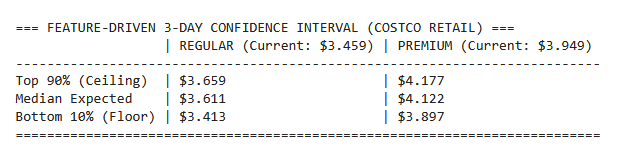 === FEATURE-DRIVEN 3-DAY CONFIDENCE INTERVAL (COSTCO RETAIL) ===
                   | REGULAR (Current: $3.459) | PREMIUM (Current: $3.949)
---------------------------------------------------------------------------
Top 90% (Ceiling)  | $3.659                    | $4.177
Median Expected    | $3.611                    | $4.122
Bottom 10% (Floor) | $3.413                    | $3.897
===========================================================================